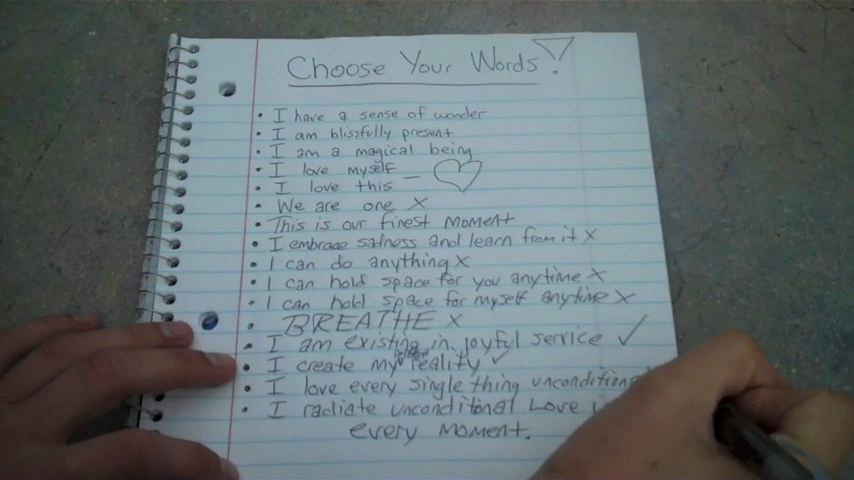 Choose Your Words!
• I have a sense of wonder
• I am blissfully present
• I am a magical being
• I love myself
• I love this —
• We are one X
• This is our finest moment
• I embrace safness and learn from it X
• I can do anything X
• I can hold space for you anytime X
• I can hold space for myself anytime X
• BREATHE X
• I am existing in joyful service ✓
• I create my reality ✓
• I love every single thing
• I radiate unconditonal Love
every moment.